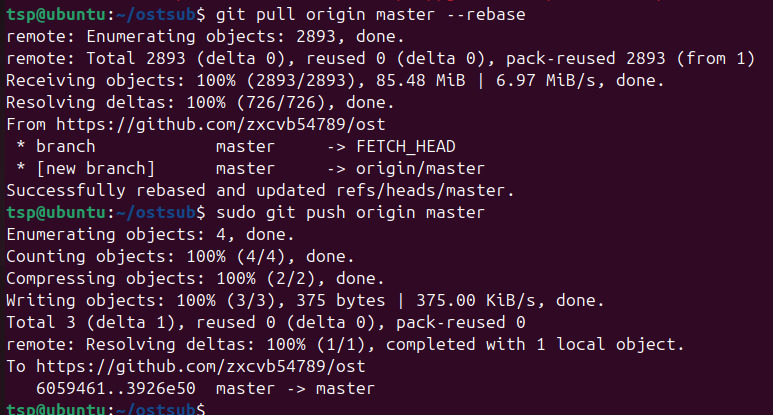 tsp@ubuntu:~/ostsub$ git pull origin master --rebase
remote: Enumerating objects: 2893, done.
remote: Total 2893 (delta 0), reused 0 (delta 0), pack-reused 2893 (from 1)
Receiving objects: 100% (2893/2893), 85.48 MiB | 6.97 MiB/s, done.
Resolving deltas: 100% (726/726), done.
From https://github.com/zxcvb54789/ost
 * branch            master     -> FETCH_HEAD
 * [new branch]      master     -> origin/master
Successfully rebased and updated refs/heads/master.
tsp@ubuntu:~/ostsub$ sudo git push origin master
Enumerating objects: 4, done.
Counting objects: 100% (4/4), done.
Compressing objects: 100% (2/2), done.
Writing objects: 100% (3/3), 375 bytes | 375.00 KiB/s, done.
Total 3 (delta 1), reused 0 (delta 0), pack-reused 0
remote: Resolving deltas: 100% (1/1), completed with 1 local object.
To https://github.com/zxcvb54789/ost
   6059461..3926e50  master -> master
tsp@ubuntu:~/ostsub$